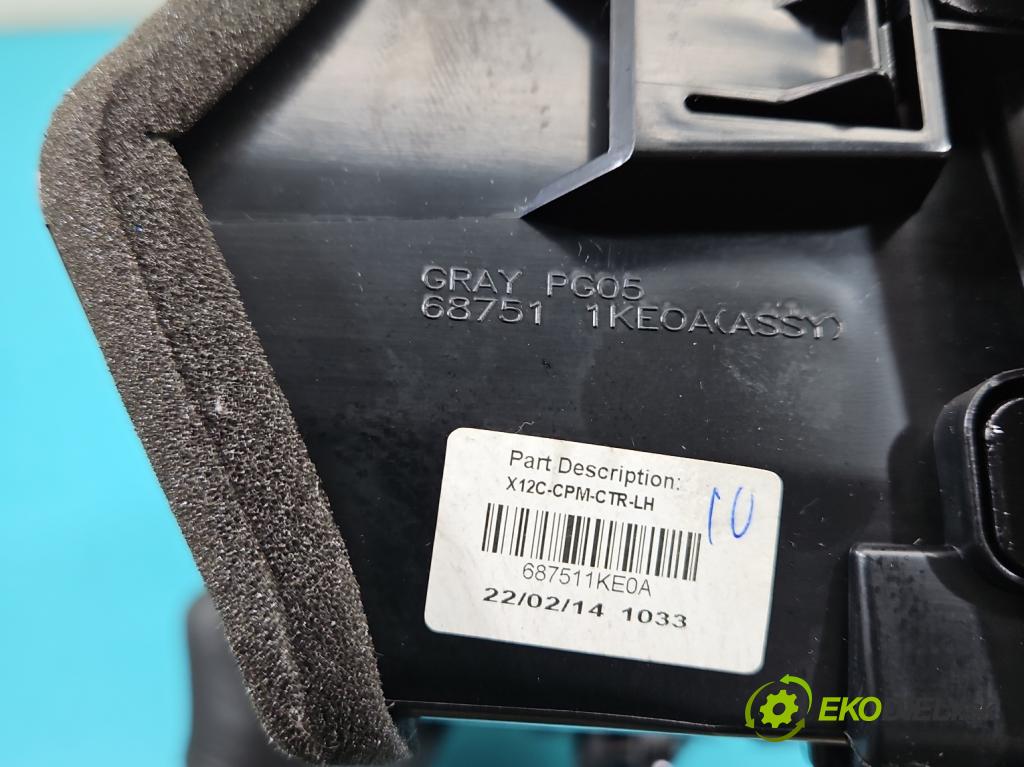 GRAY PG05
68751 1KE0A(ASSY)
Part Description:
X12C-CPM-CTR-LH
10
687511KE0A
22/02/14 1033
EKO